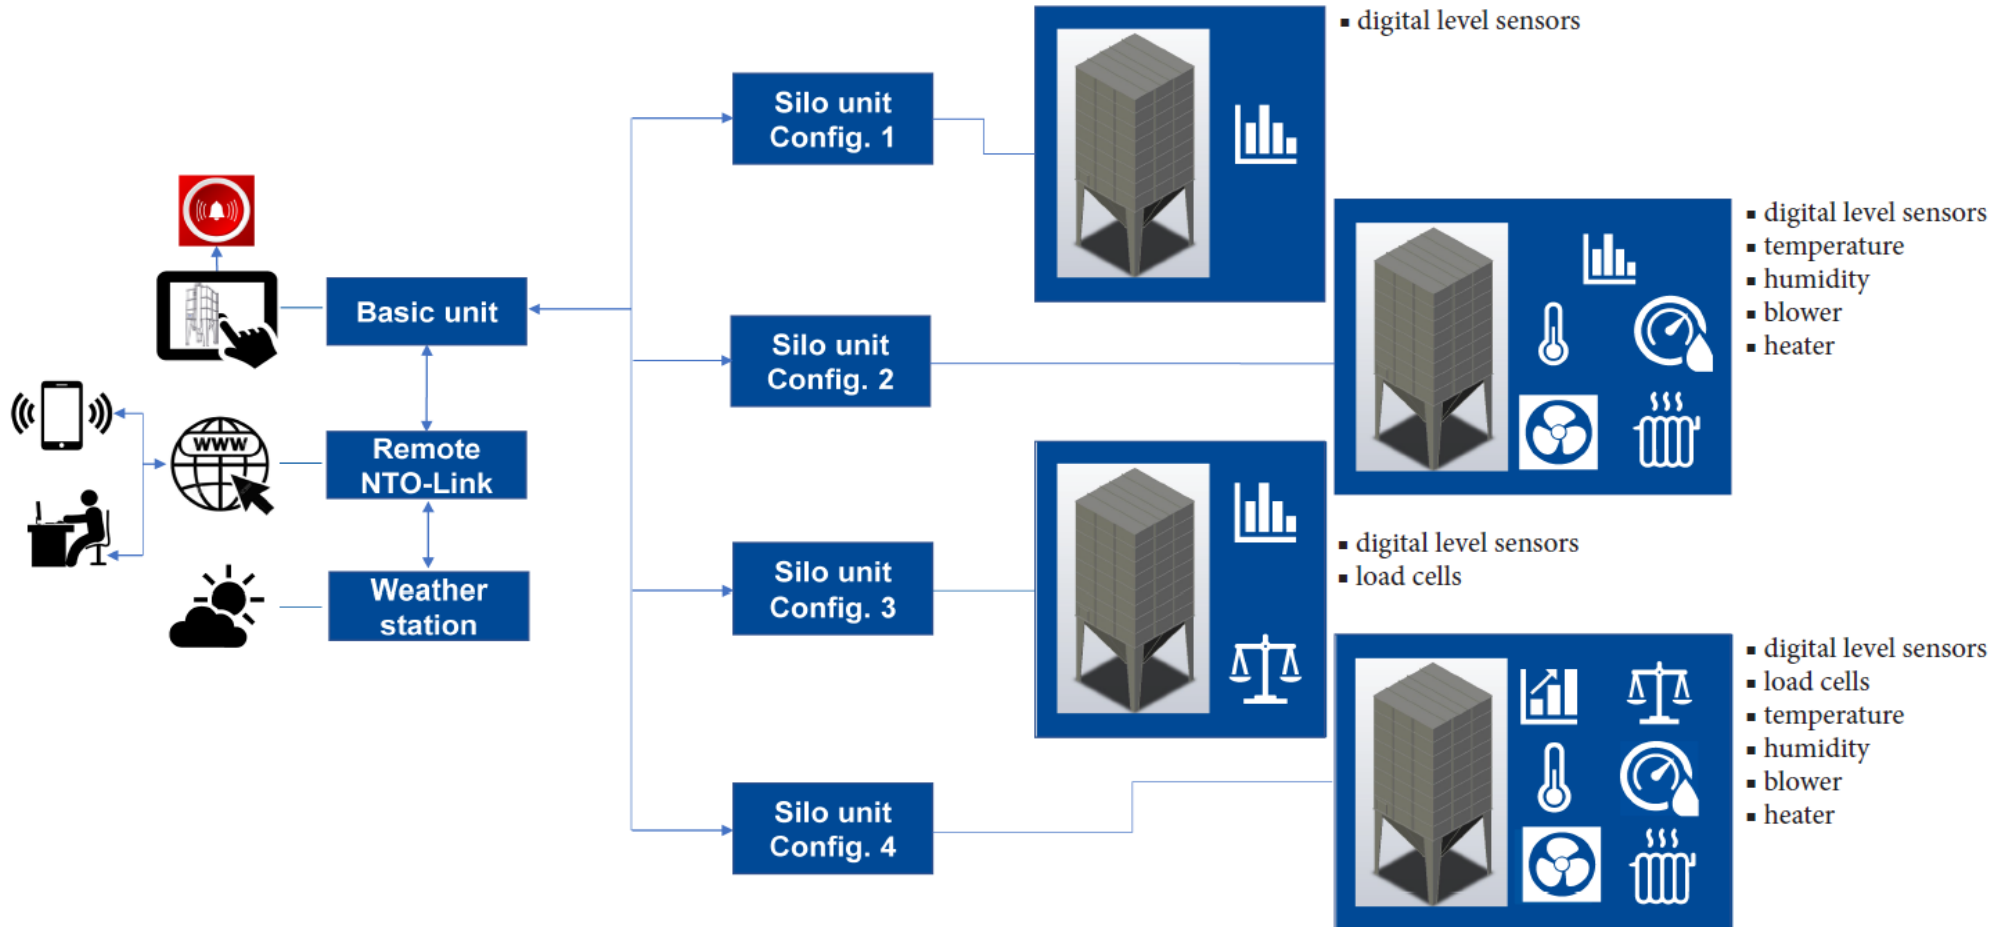 ▪ digital level sensors
Silo unit
Config. 1
▪ digital level sensors
▪ temperature
▪ humidity
▪ blower
▪ heater
Basic unit
Silo unit
Config. 2
WWW
Remote
NTO-Link
▪ digital level sensors
▪ load cells
Silo unit
Config. 3
Weather
station
▪ digital level sensors
▪ load cells
▪ temperature
▪ humidity
▪ blower
▪ heater
Silo unit
Config. 4